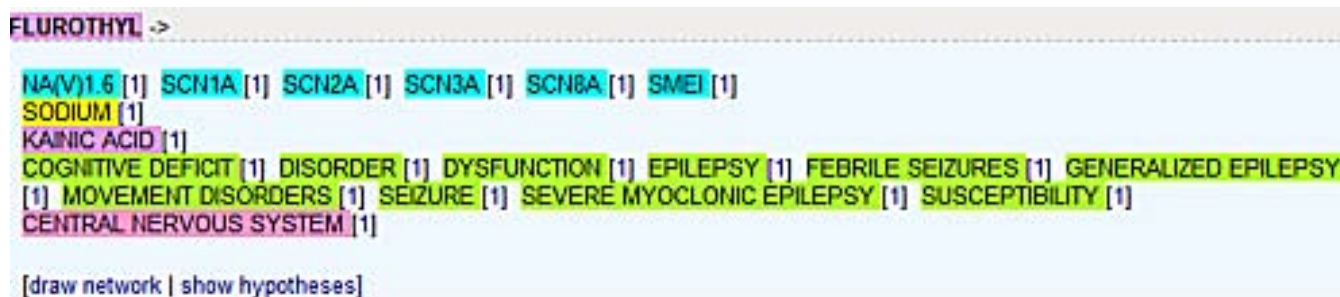 FLUROTHYL ->
NA(V)1.6 [1] SCN1A [1] SCN2A [1] SCN3A [1] SCN8A [1] SMEI [1]
SODIUM [1]
KAINIC ACID [1]
COGNITIVE DEFICIT [1] DISORDER [1] DYSFUNCTION [1] EPILEPSY [1] FEBRILE SEIZURES [1] GENERALIZED EPILEPSY
[1] MOVEMENT DISORDERS [1] SEIZURE [1] SEVERE MYOCLONIC EPILEPSY [1] SUSCEPTIBILITY [1]
CENTRAL NERVOUS SYSTEM [1]
[draw network | show hypotheses]